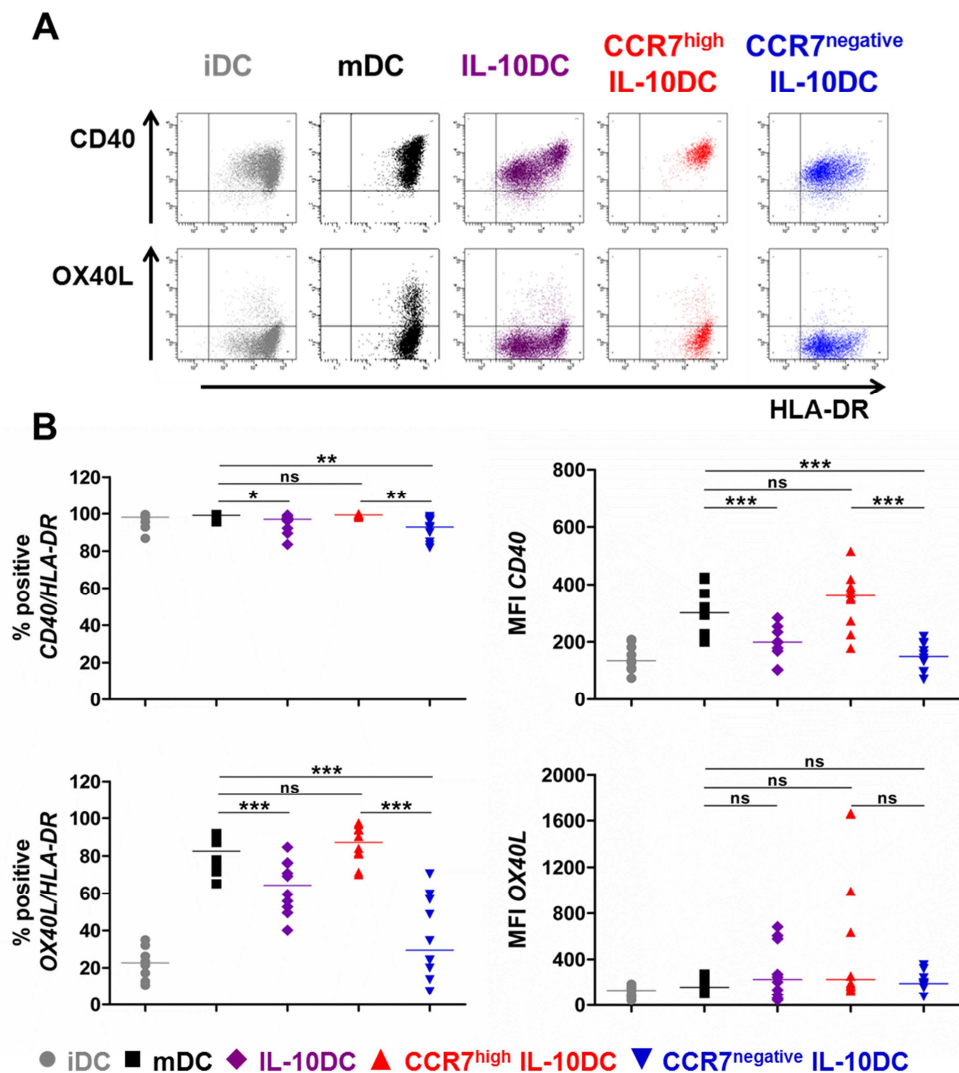 A
iDC
mDC
IL-10DC
CCR7high
IL-10DC
CCR7negative
IL-10DC
CD40
OX40L
HLA-DR
B
% positive
CD40/HLA-DR
120
100
80
60
40
20
0
**
ns
*
**
MFI CD40
800
600
400
200
0
***
ns
***
***
% positive
OX40L/HLA-DR
120
100
80
60
40
20
0
***
ns
***
***
MFI OX40L
2000
1600
1200
800
400
0
ns
ns
ns
ns
iDC mDC IL-10DC CCR7high IL-10DC CCR7negative IL-10DC